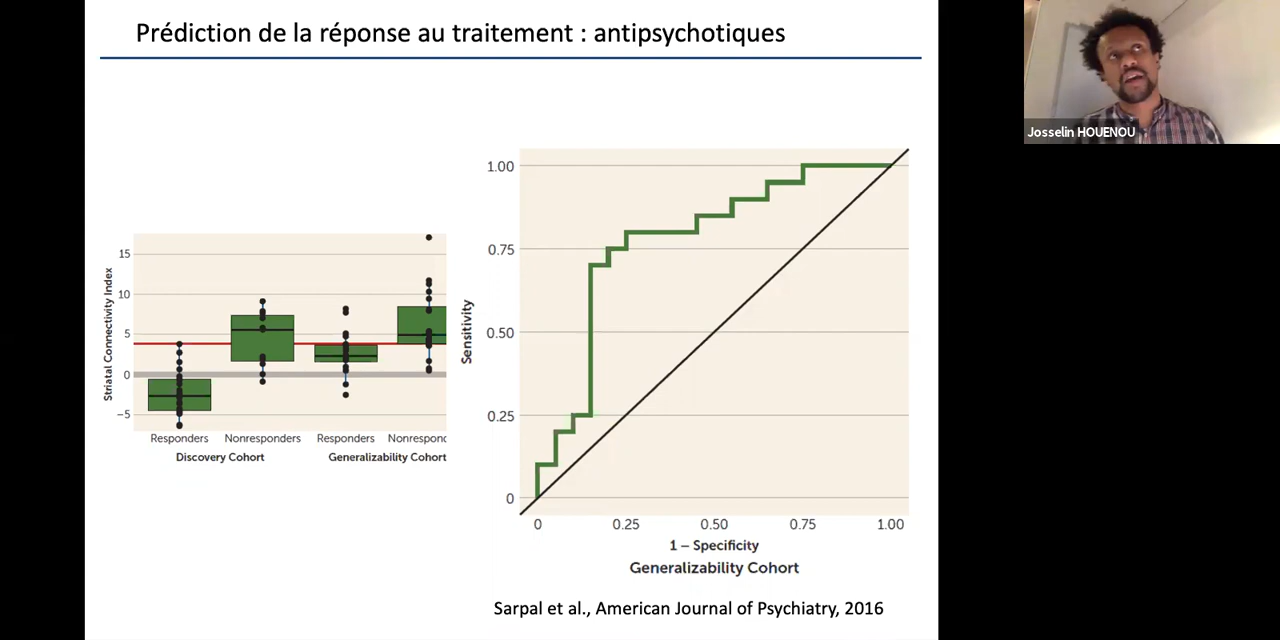 Prédiction de la réponse au traitement : antipsychotiques
Josselin HOUENOU
Striatal Connectivity Index
15
10
5
0
−5
Responders Nonresponders Responders Nonrespond
Discovery Cohort Generalizability Cohort
Sensitivity
1.00
0.75
0.50
0.25
0
0 0.25 0.50 0.75 1.00
1 – Specificity
Generalizability Cohort
Sarpal et al., American Journal of Psychiatry, 2016